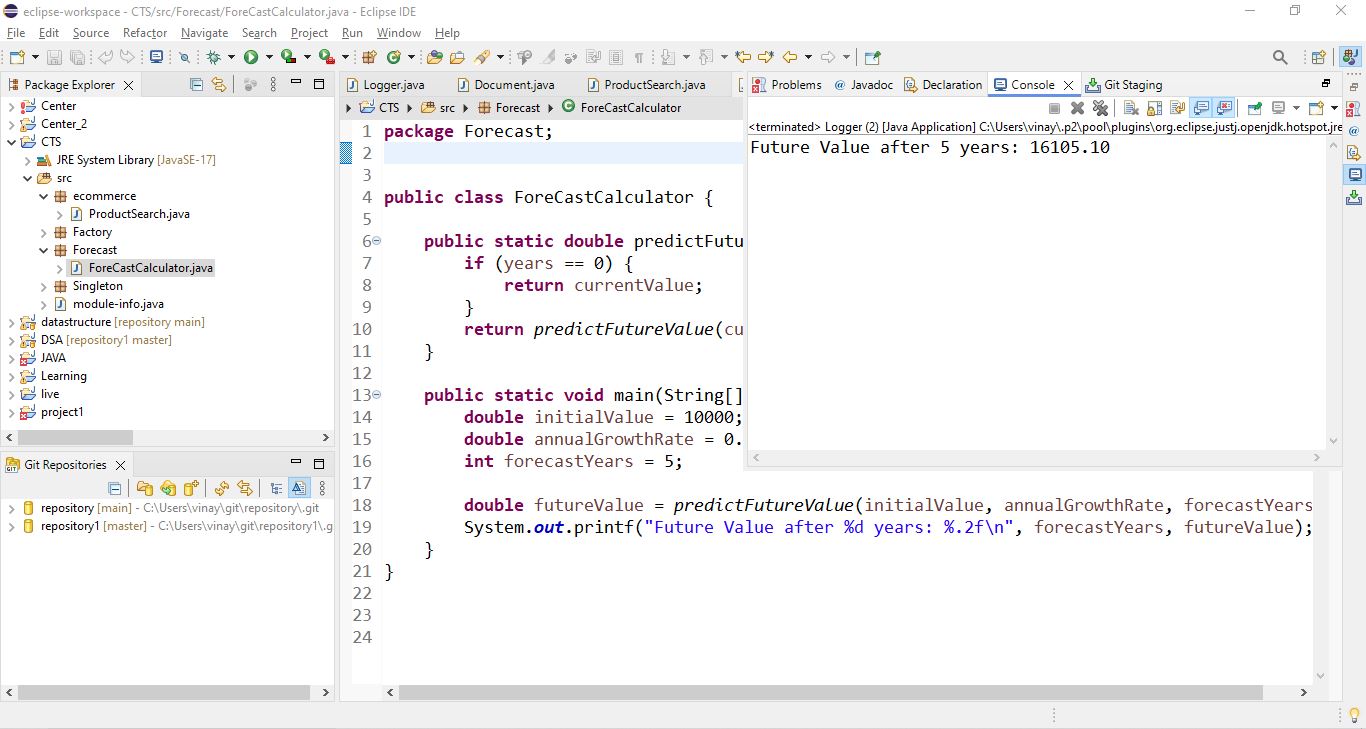 eclipse-workspace - CTS/src/Forecast/ForeCastCalculator.java - Eclipse IDE
File Edit Source Refactor Navigate Search Project Run Window Help
Package Explorer
Center
Center_2
CTS
JRE System Library [JavaSE-17]
src
ecommerce
ProductSearch.java
Factory
Forecast
ForeCastCalculator.java
Singleton
module-info.java
datastructure [repository main]
DSA [repository1 master]
JAVA
Learning
live
project1
Git Repositories
repository [main] - C:\Users\vinay\git\repository\.git
repository1 [master] - C:\Users\vinay\git\repository1\.g
Logger.java Document.java ProductSearch.java
CTS src Forecast ForeCastCalculator
1 package Forecast;
2
3
4 public class ForeCastCalculator {
5
6 public static double predictFutu
7 if (years == 0) {
8 return currentValue;
9 }
10 return predictFutureValue(cu
11 }
12
13 public static void main(String[]
14 double initialValue = 10000;
15 double annualGrowthRate = 0.
16 int forecastYears = 5;
17
18 double futureValue = predictFutureValue(initialValue, annualGrowthRate, forecastYears
19 System.out.printf("Future Value after %d years: %.2f\n", forecastYears, futureValue);
20 }
21 }
22
23
24
Problems Javadoc Declaration Console Git Staging
<terminated> Logger (2) [Java Application] C:\Users\vinay\.p2\pool\plugins\org.eclipse.justj.openjdk.hotspot.jre
Future Value after 5 years: 16105.10